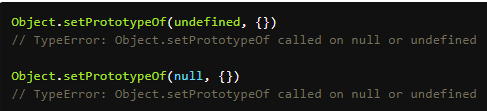 Object.setPrototypeOf(undefined, {})
// TypeError: Object.setPrototypeOf called on null or undefined
Object.setPrototypeOf(null, {})
// TypeError: Object.setPrototypeOf called on null or undefined